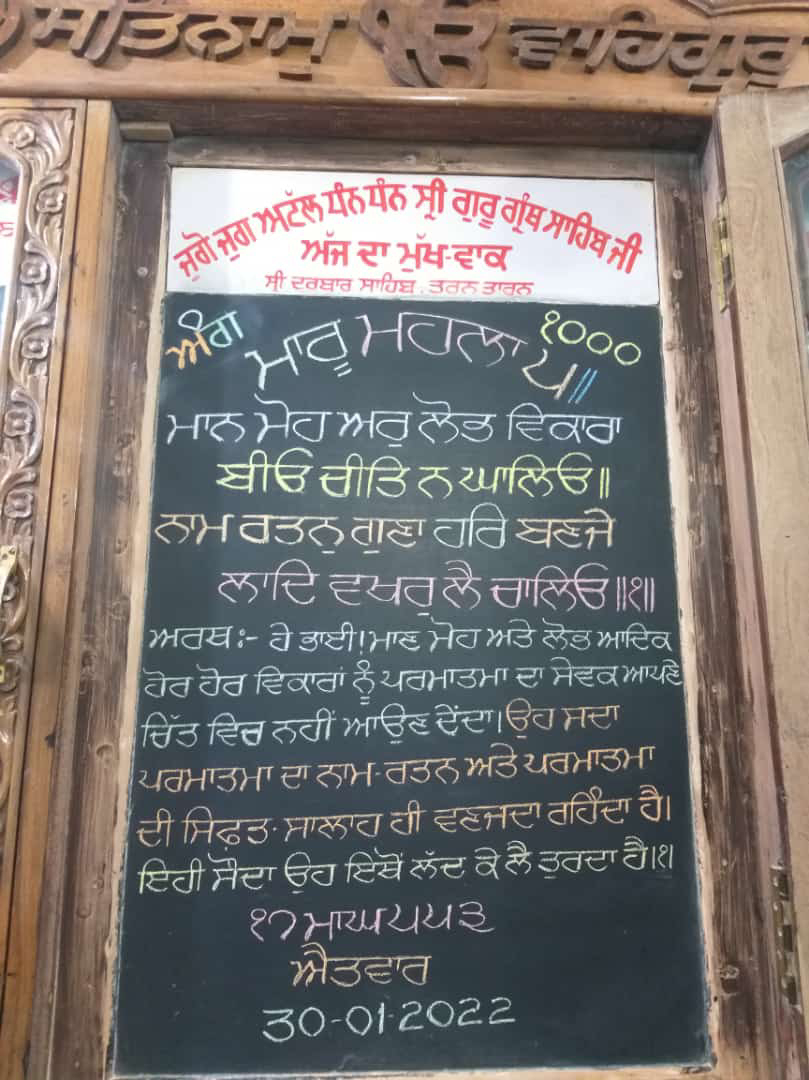 ਸਤਿਨਾਮੁ ੴ ਵਾਹਿਗੁਰੂ
ਜੁਗੋ ਜੁਗ ਅਟੱਲ ਧੰਨ ਧੰਨ ਸ੍ਰੀ ਗੁਰੂ ਗ੍ਰੰਥ ਸਾਹਿਬ ਜੀ
ਅੱਜ ਦਾ ਮੁੱਖ-ਵਾਕ
ਸ੍ਰੀ ਦਰਬਾਰ ਸਾਹਿਬ, ਤਰਨ ਤਾਰਨ
ਅੰਗ ੧੦੦੦
ਮਾਰੂ ਮਹਲਾ ੫॥
ਮਾਨ ਮੋਹ ਅਰੁ ਲੋਭ ਵਿਕਾਰਾ
ਬੀਓ ਚੀਤਿ ਨ ਘਾਲਿਓ॥
ਨਾਮ ਰਤਨੁ ਗੁਣਾ ਹਰਿ ਬਣਜੇ
ਲਾਦਿ ਵਖਰੁ ਲੈ ਚਾਲਿਓ॥੧॥
ਅਰਥ:- ਹੇ ਭਾਈ! ਮਾਣ ਮੋਹ ਅਤੇ ਲੋਭ ਆਦਿਕ
ਹੋਰ ਹੋਰ ਵਿਕਾਰਾਂ ਨੂੰ ਪਰਮਾਤਮਾ ਦਾ ਸੇਵਕ ਆਪਣੇ
ਚਿੱਤ ਵਿਚ ਨਹੀਂ ਆਉਣ ਦੇਂਦਾ। ਉਹ ਸਦਾ
ਪਰਮਾਤਮਾ ਦਾ ਨਾਮ-ਰਤਨ ਅਤੇ ਪਰਮਾਤਮਾ
ਦੀ ਸਿਫ਼ਤ-ਸਾਲਾਹ ਹੀ ਵਣਜਦਾ ਰਹਿੰਦਾ ਹੈ।
ਇਹੀ ਸੌਦਾ ਉਹ ਇਥੋਂ ਲੱਦ ਕੇ ਲੈ ਤੁਰਦਾ ਹੈ।੧।
੧੭ ਮਾਘ ੫੫੩
ਐਤਵਾਰ
30-01-2022